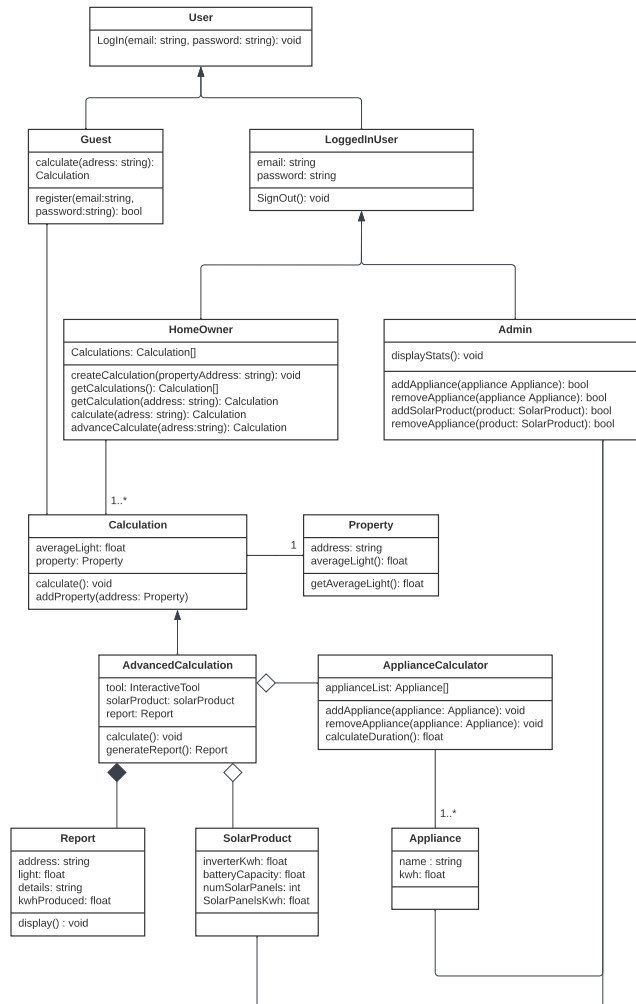 User
LogIn(email: string, password: string): void
Guest
calculate(adress: string):
Calculation
register(email:string,
password:string): bool
LoggedInUser
email: string
password: string
SignOut(): void
HomeOwner
Calculations: Calculation[]
createCalculation(propertyAddress: string): void
getCalculations(): Calculation[]
getCalculation(address: string): Calculation
calculate(adress: string): Calculation
advanceCalculate(adress:string): Calculation
Admin
displayStats(): void
addAppliance(appliance Appliance): bool
removeAppliance(appliance Appliance): bool
addSolarProduct(product: SolarProduct): bool
removeAppliance(product: SolarProduct): bool
1..*
Calculation
averageLight: float
property: Property
calculate(): void
addProperty(address: Property)
1
Property
address: string
averageLight(): float
getAverageLight(): float
AdvancedCalculation
tool: InteractiveTool
solarProduct: solarProduct
report: Report
calculate(): void
generateReport(): Report
ApplianceCalculator
applianceList: Appliance[]
addAppliance(appliance: Appliance): void
removeAppliance(appliance: Appliance): void
calculateDuration(): float
1..*
Report
address: string
light: float
details: string
kwhProduced: float
display() : void
SolarProduct
inverterKwh: float
batteryCapacity: float
numSolarPanels: int
SolarPanelsKwh: float
Appliance
name : string
kwh: float